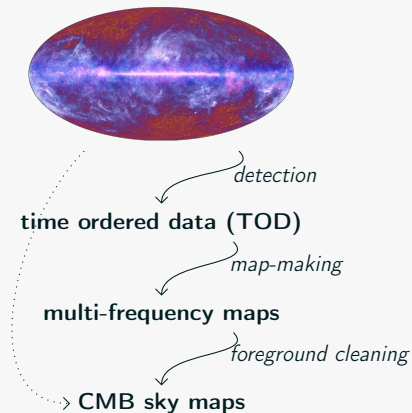 detection
time ordered data (TOD)
map-making
multi-frequency maps
foreground cleaning
CMB sky maps